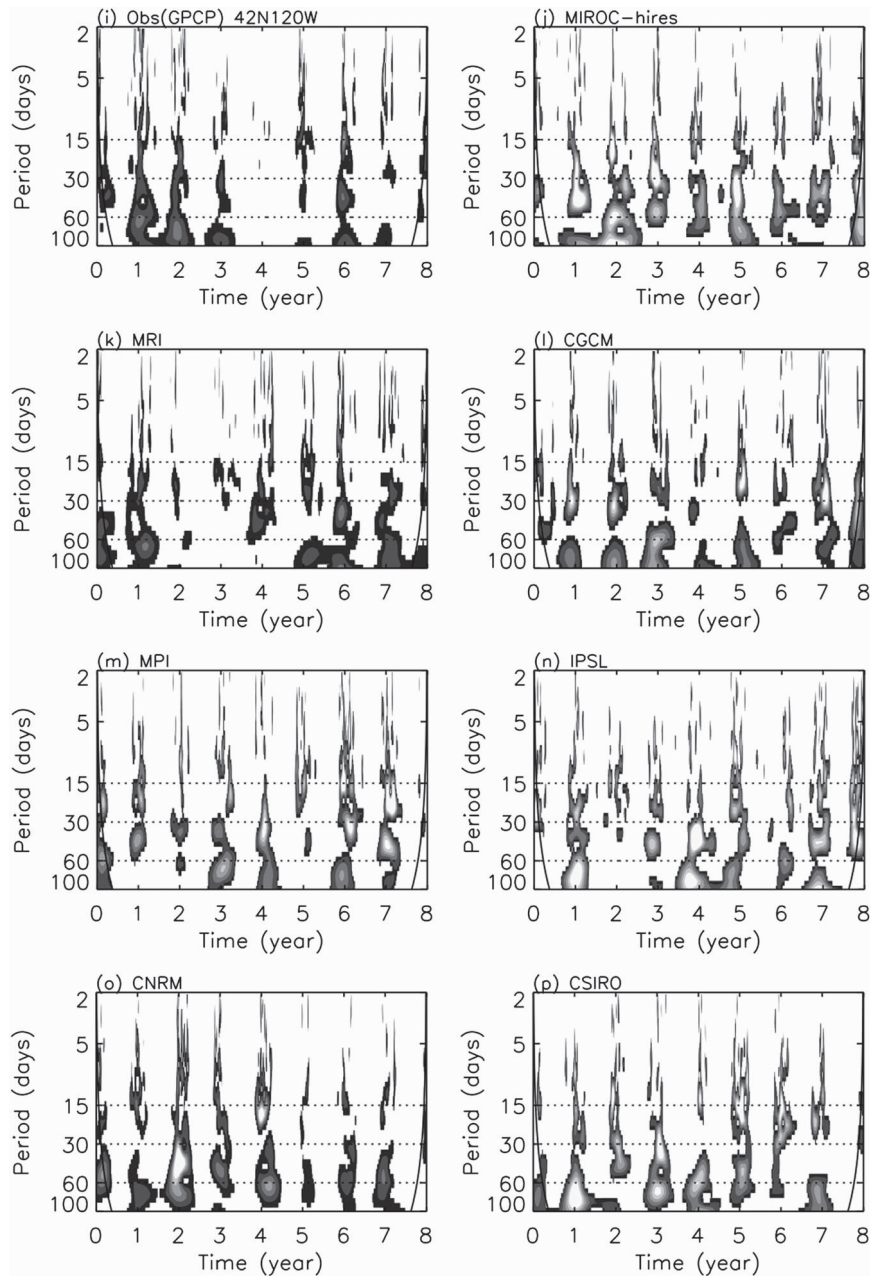 (i) Obs(GPCP) 42N120W
Period (days)
2
5
15
30
60
100
0 1 2 3 4 5 6 7 8
Time (year)
(j) MIROC-hires
Period (days)
2
5
15
30
60
100
0 1 2 3 4 5 6 7 8
Time (year)
(k) MRI
Period (days)
2
5
15
30
60
100
0 1 2 3 4 5 6 7 8
Time (year)
(l) CGCM
Period (days)
2
5
15
30
60
100
0 1 2 3 4 5 6 7 8
Time (year)
(m) MPI
Period (days)
2
5
15
30
60
100
0 1 2 3 4 5 6 7 8
Time (year)
(n) IPSL
Period (days)
2
5
15
30
60
100
0 1 2 3 4 5 6 7 8
Time (year)
(o) CNRM
Period (days)
2
5
15
30
60
100
0 1 2 3 4 5 6 7 8
Time (year)
(p) CSIRO
Period (days)
2
5
15
30
60
100
0 1 2 3 4 5 6 7 8
Time (year)